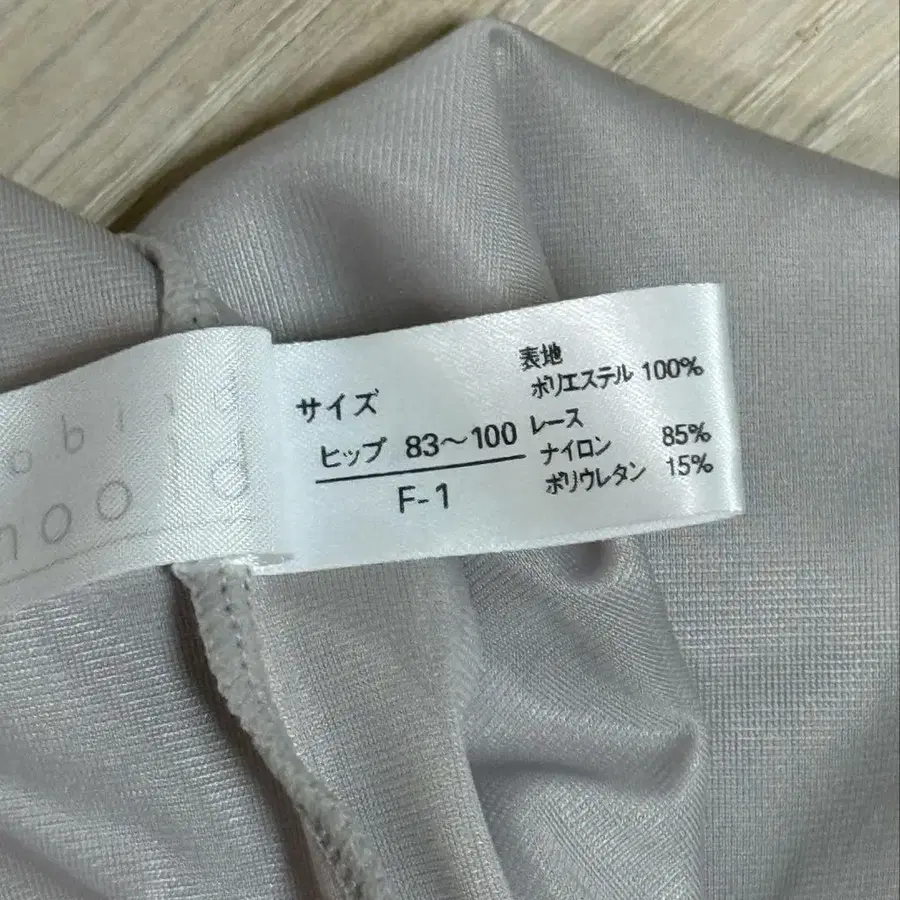 サイズ
ヒップ 83～100
F-1
表地
ポリエステル 100%
レース
ナイロン 85%
ポリウレタン 15%